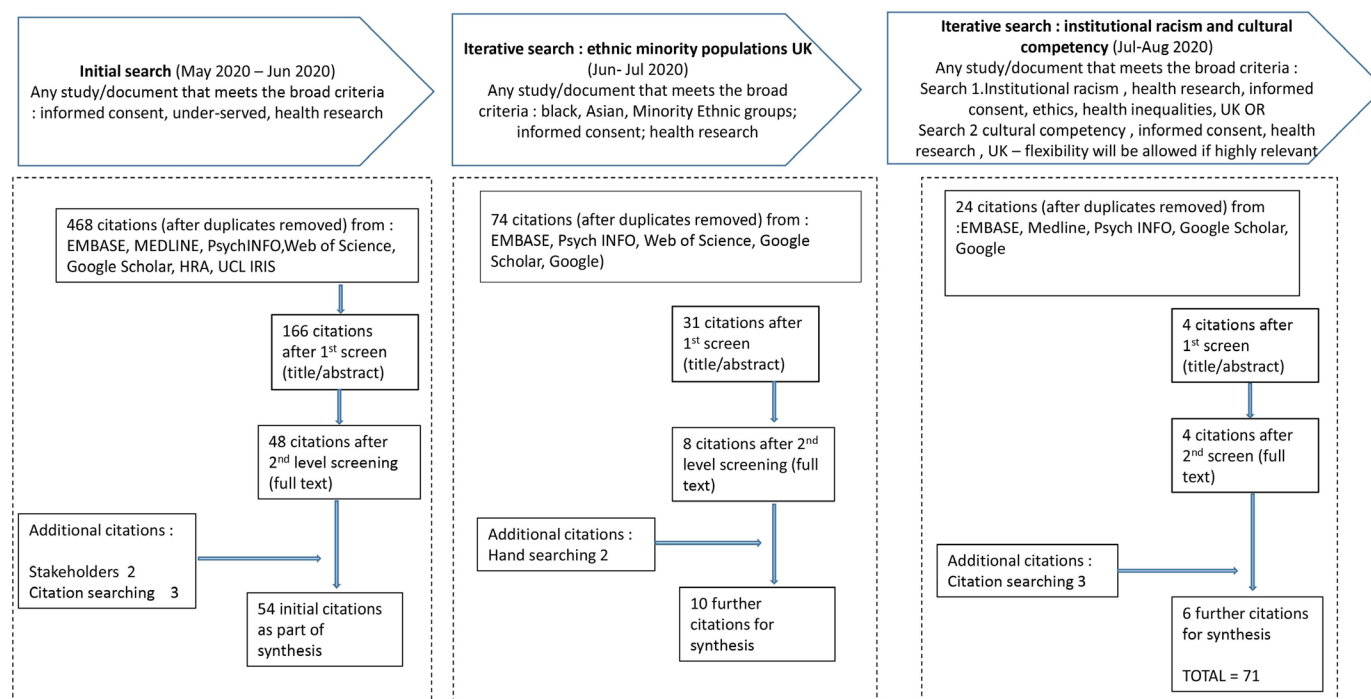 Initial search (May 2020 – Jun 2020)
Any study/document that meets the broad criteria
: informed consent, under-served, health research
468 citations (after duplicates removed) from :
EMBASE, MEDLINE, PsychINFO,Web of Science,
Google Scholar, HRA, UCL IRIS
166 citations
after 1st screen
(title/abstract)
48 citations after
2nd level screening
(full text)
Additional citations :
Stakeholders 2
Citation searching 3
54 initial citations
as part of
synthesis
Iterative search : ethnic minority populations UK
(Jun- Jul 2020)
Any study/document that meets the broad
criteria : black, Asian, Minority Ethnic groups;
informed consent; health research
74 citations (after duplicates removed) from :
EMBASE, Psych INFO, Web of Science, Google
Scholar, Google)
31 citations after
1st screen
(title/abstract)
8 citations after 2nd
level screening (full
text)
Additional citations :
Hand searching 2
10 further
citations for
synthesis
Iterative search : institutional racism and cultural
competency (Jul-Aug 2020)
Any study/document that meets the broad criteria :
Search 1.Institutional racism , health research, informed
consent, ethics, health inequalities, UK OR
Search 2 cultural competency , informed consent, health
research , UK – flexibility will be allowed if highly relevant
24 citations (after duplicates removed) from
:EMBASE, Medline, Psych INFO, Google Scholar,
Google
4 citations after
1st screen
(title/abstract)
4 citations after
2nd screen (full
text)
Additional citations :
Citation searching 3
6 further citations
for synthesis
TOTAL = 71